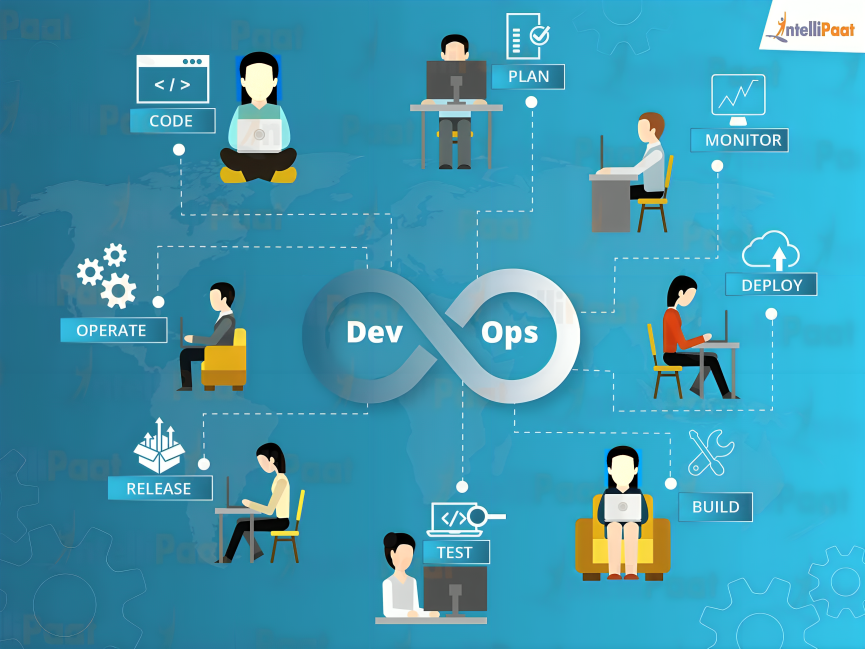 IntelliPaat
PLAN
</>
CODE
MONITOR
DEPLOY
OPERATE
Dev Ops
RELEASE
BUILD
</>
TEST